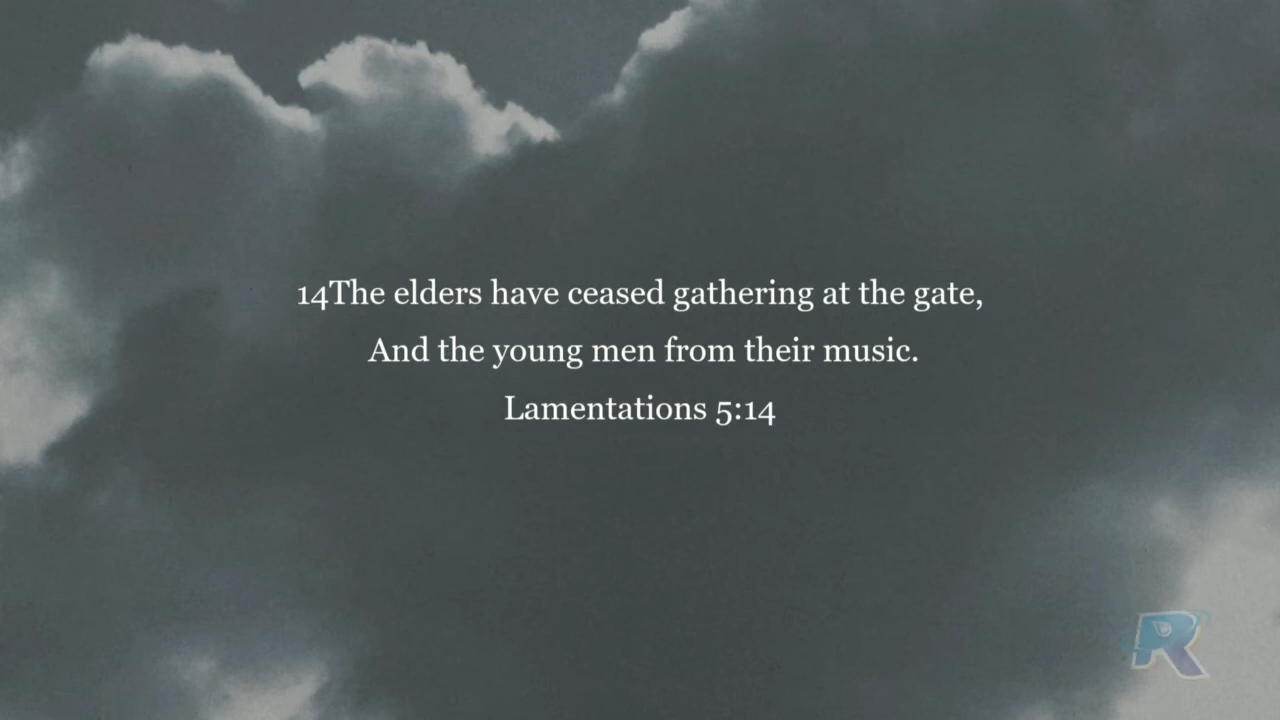 14The elders have ceased gathering at the gate,
And the young men from their music.
Lamentations 5:14
R